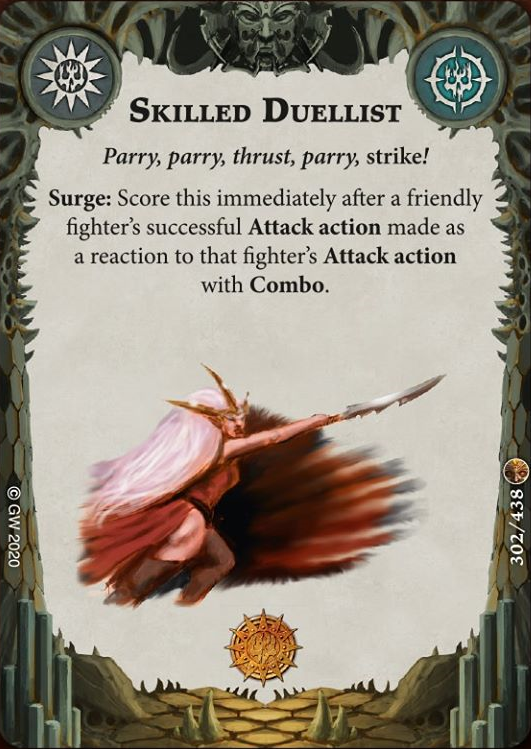 Skilled Duellist
Parry, parry, thrust, parry, strike!
Surge: Score this immediately after a friendly
fighter's successful Attack action made as
a reaction to that fighter's Attack action
with Combo.
© GW 2020
302/438